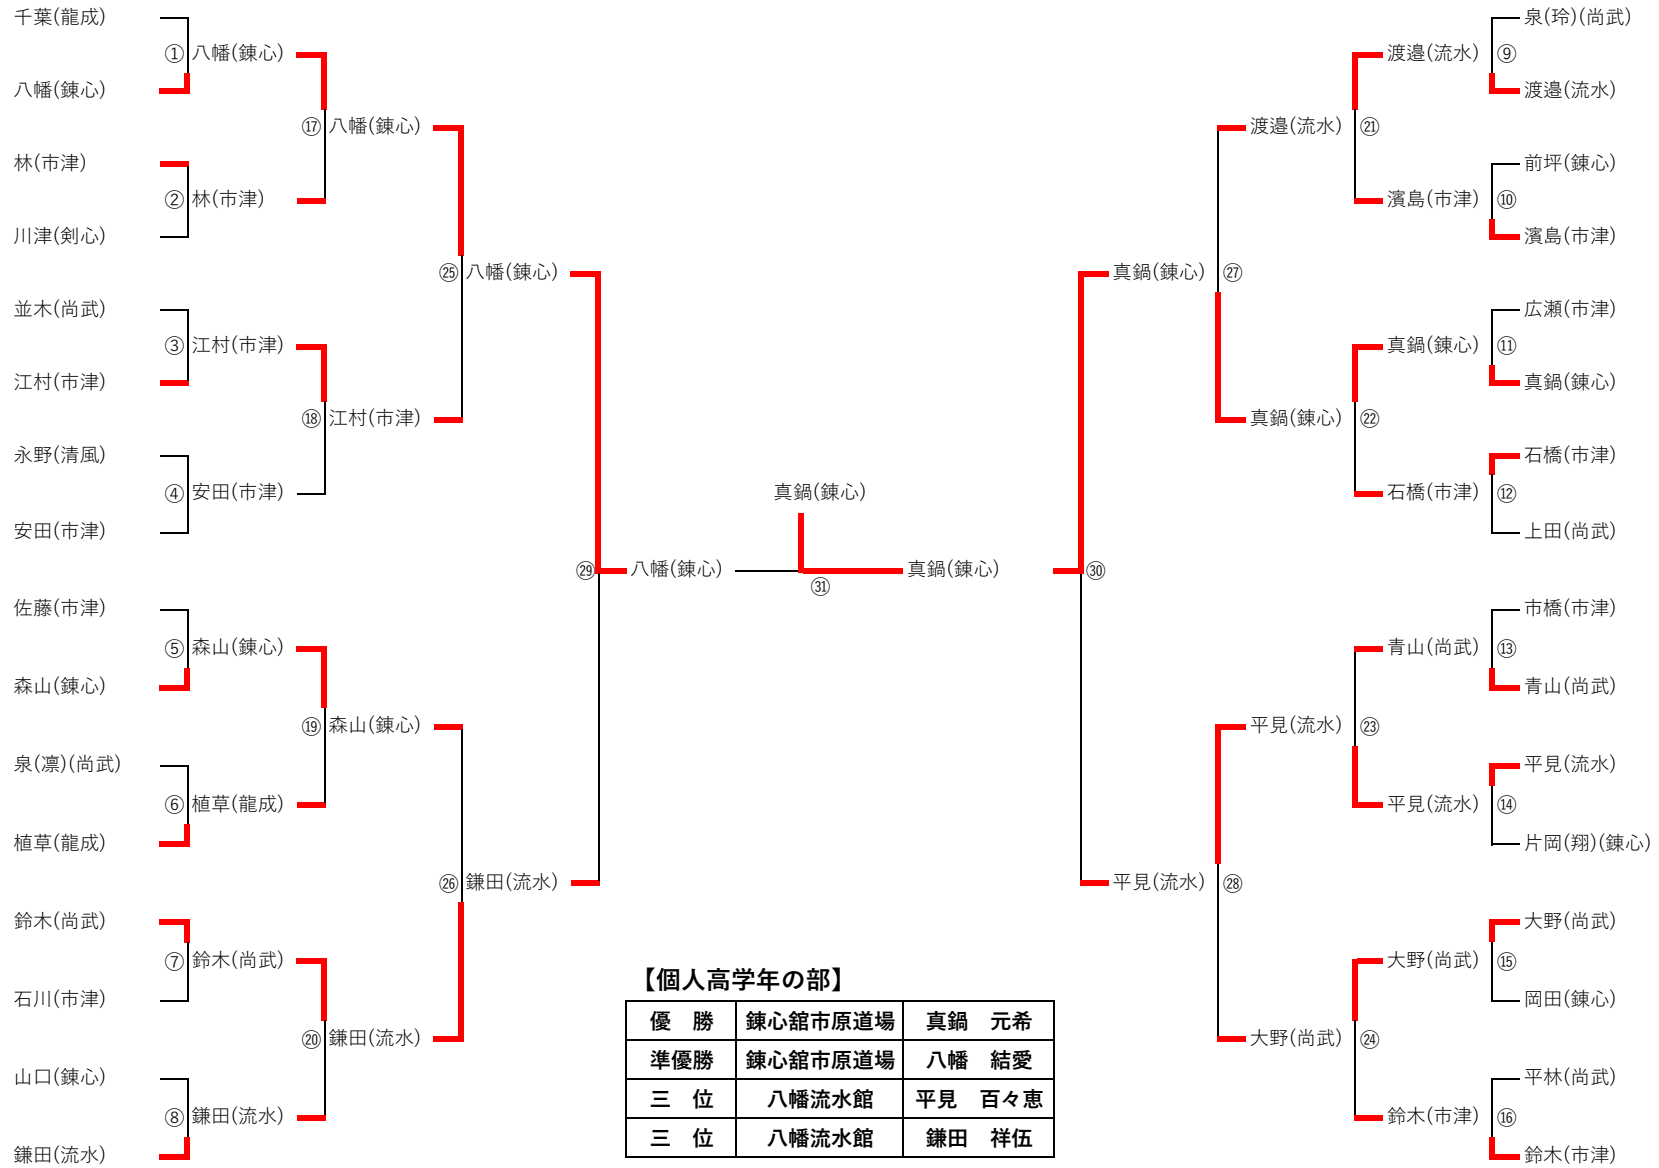 千葉(龍成)
① 八幡(錬心)
八幡(錬心)
⑰ 八幡(錬心)
林(市津)
② 林(市津)
川津(剣心)
㉕ 八幡(錬心)
並木(尚武)
③ 江村(市津)
江村(市津)
⑱ 江村(市津)
永野(清風)
④ 安田(市津)
安田(市津)
㉙ 八幡(錬心)
佐藤(市津)
⑤ 森山(錬心)
森山(錬心)
⑲ 森山(錬心)
泉(凛)(尚武)
⑥ 植草(龍成)
植草(龍成)
㉖ 鎌田(流水)
鈴木(尚武)
⑦ 鈴木(尚武)
石川(市津)
⑳ 鎌田(流水)
山口(錬心)
⑧ 鎌田(流水)
鎌田(流水)
真鍋(錬心)
㉛
真鍋(錬心) ㉚
泉(玲)(尚武)
渡邉(流水) ⑨
渡邉(流水)
渡邉(流水) ㉑
前坪(錬心)
濱島(市津) ⑩
濱島(市津)
真鍋(錬心) ㉗
広瀬(市津)
真鍋(錬心) ⑪
真鍋(錬心)
真鍋(錬心) ㉒
石橋(市津)
石橋(市津) ⑫
上田(尚武)
市橋(市津)
青山(尚武) ⑬
青山(尚武)
平見(流水) ㉓
平見(流水)
平見(流水) ⑭
片岡(翔)(錬心)
平見(流水) ㉘
大野(尚武)
大野(尚武) ⑮
岡田(錬心)
大野(尚武) ㉔
平林(尚武)
鈴木(市津) ⑯
鈴木(市津)
【個人高学年の部】
優　勝 錬心舘市原道場 真鍋　元希
準優勝 錬心舘市原道場 八幡　結愛
三　位 八幡流水館 平見　百々恵
三　位 八幡流水館 鎌田　祥伍